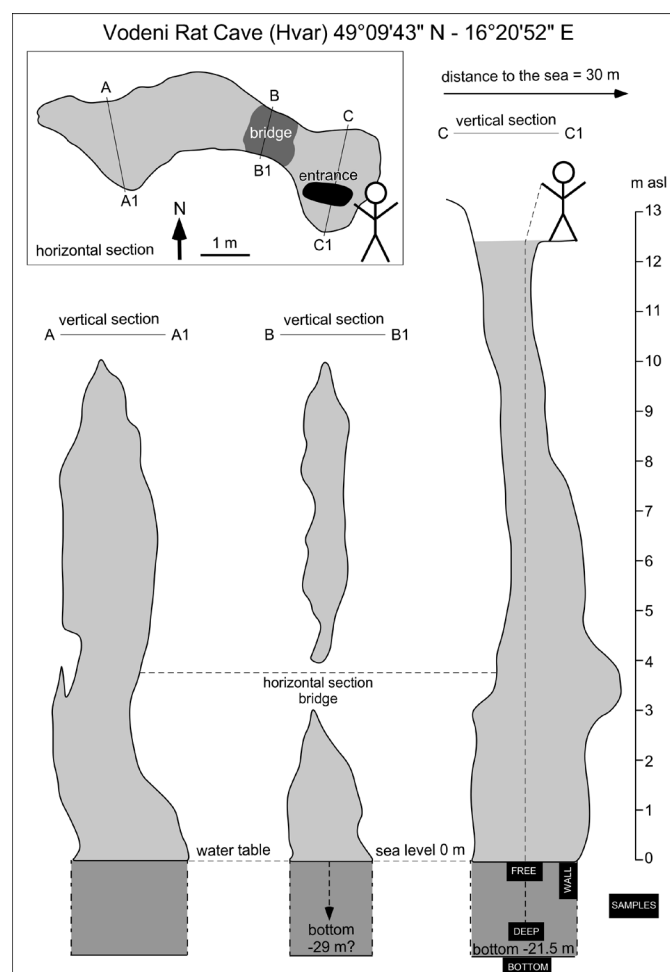 Vodeni Rat Cave (Hvar) 49°09'43" N - 16°20'52" E
A
B
C
bridge
B1
entrance
A1
C1
N
1 m
horizontal section
distance to the sea = 30 m
vertical section
C C1
m asl
13
12
11
10
9
8
7
6
5
4
3
2
1
0
vertical section
A A1
vertical section
B B1
horizontal section
bridge
water table
sea level 0 m
bottom
-29 m?
FREE
WALL
DEEP
bottom -21.5 m
BOTTOM
SAMPLES